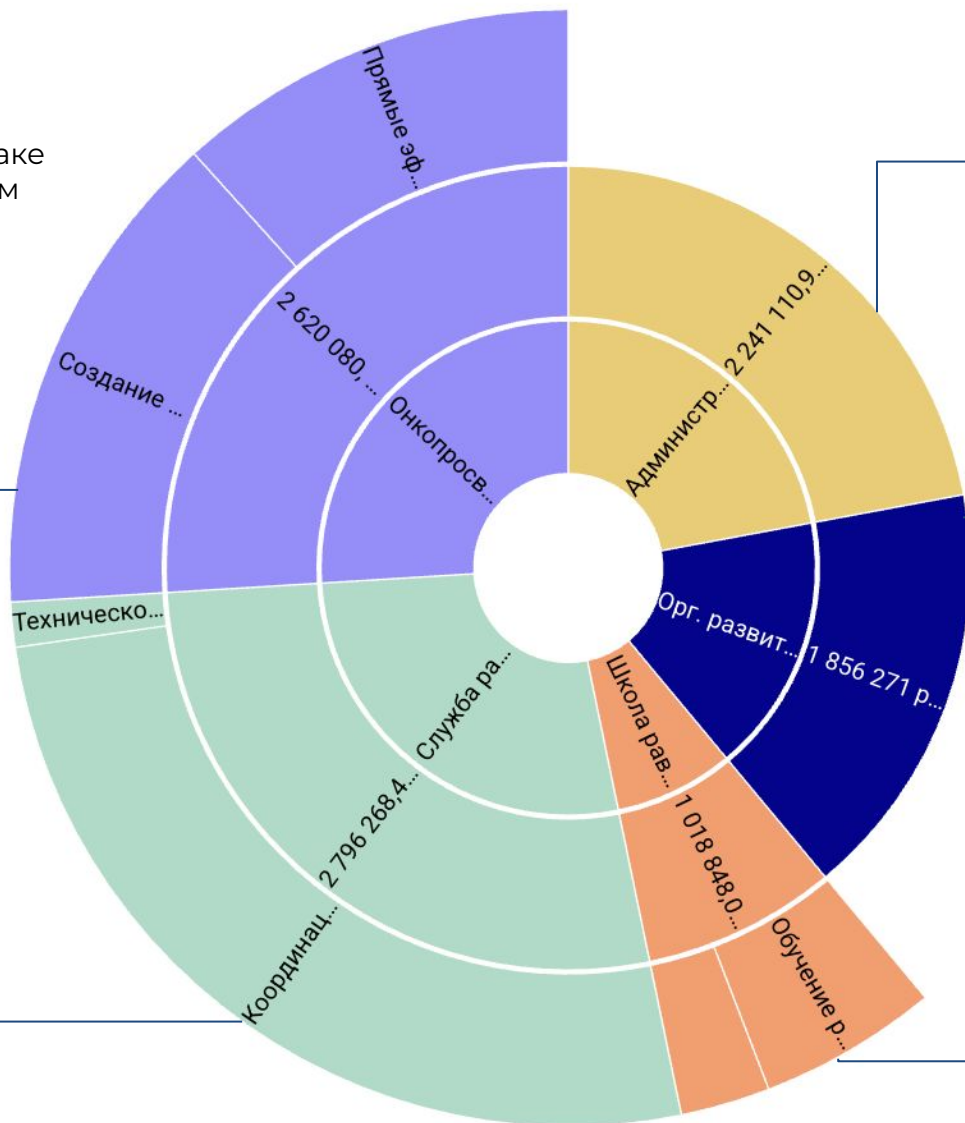 аке
м
Прямые эф...
Создание ...
2 620 080, ...
Онкопросв...
Администр...
2 241 110,9...
Орг. развит...
1 856 271 р...
Школа рав...
1 018 848,0...
Обучение р...
Техническо...
Служба ра...
2 796 268,4...
Координац...